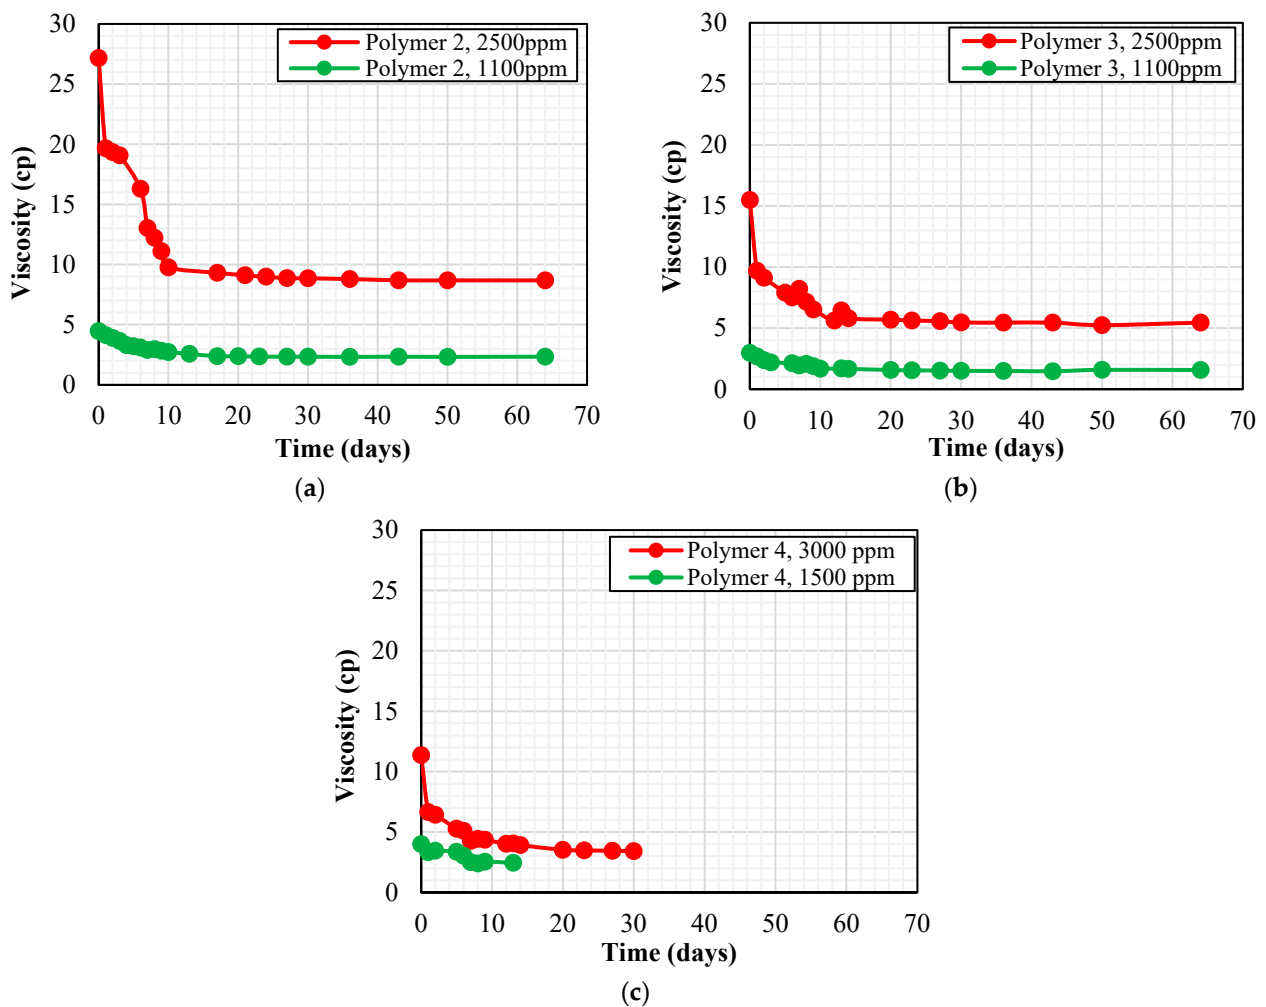 30
25
20
15
10
5
0
Viscosity (cp)
Polymer 2, 2500ppm
Polymer 2, 1100ppm
0 10 20 30 40 50 60 70
Time (days)
(a)
30
25
20
15
10
5
0
Viscosity (cp)
Polymer 3, 2500ppm
Polymer 3, 1100ppm
0 10 20 30 40 50 60 70
Time (days)
(b)
30
25
20
15
10
5
0
Viscosity (cp)
Polymer 4, 3000 ppm
Polymer 4, 1500 ppm
0 10 20 30 40 50 60 70
Time (days)
(c)